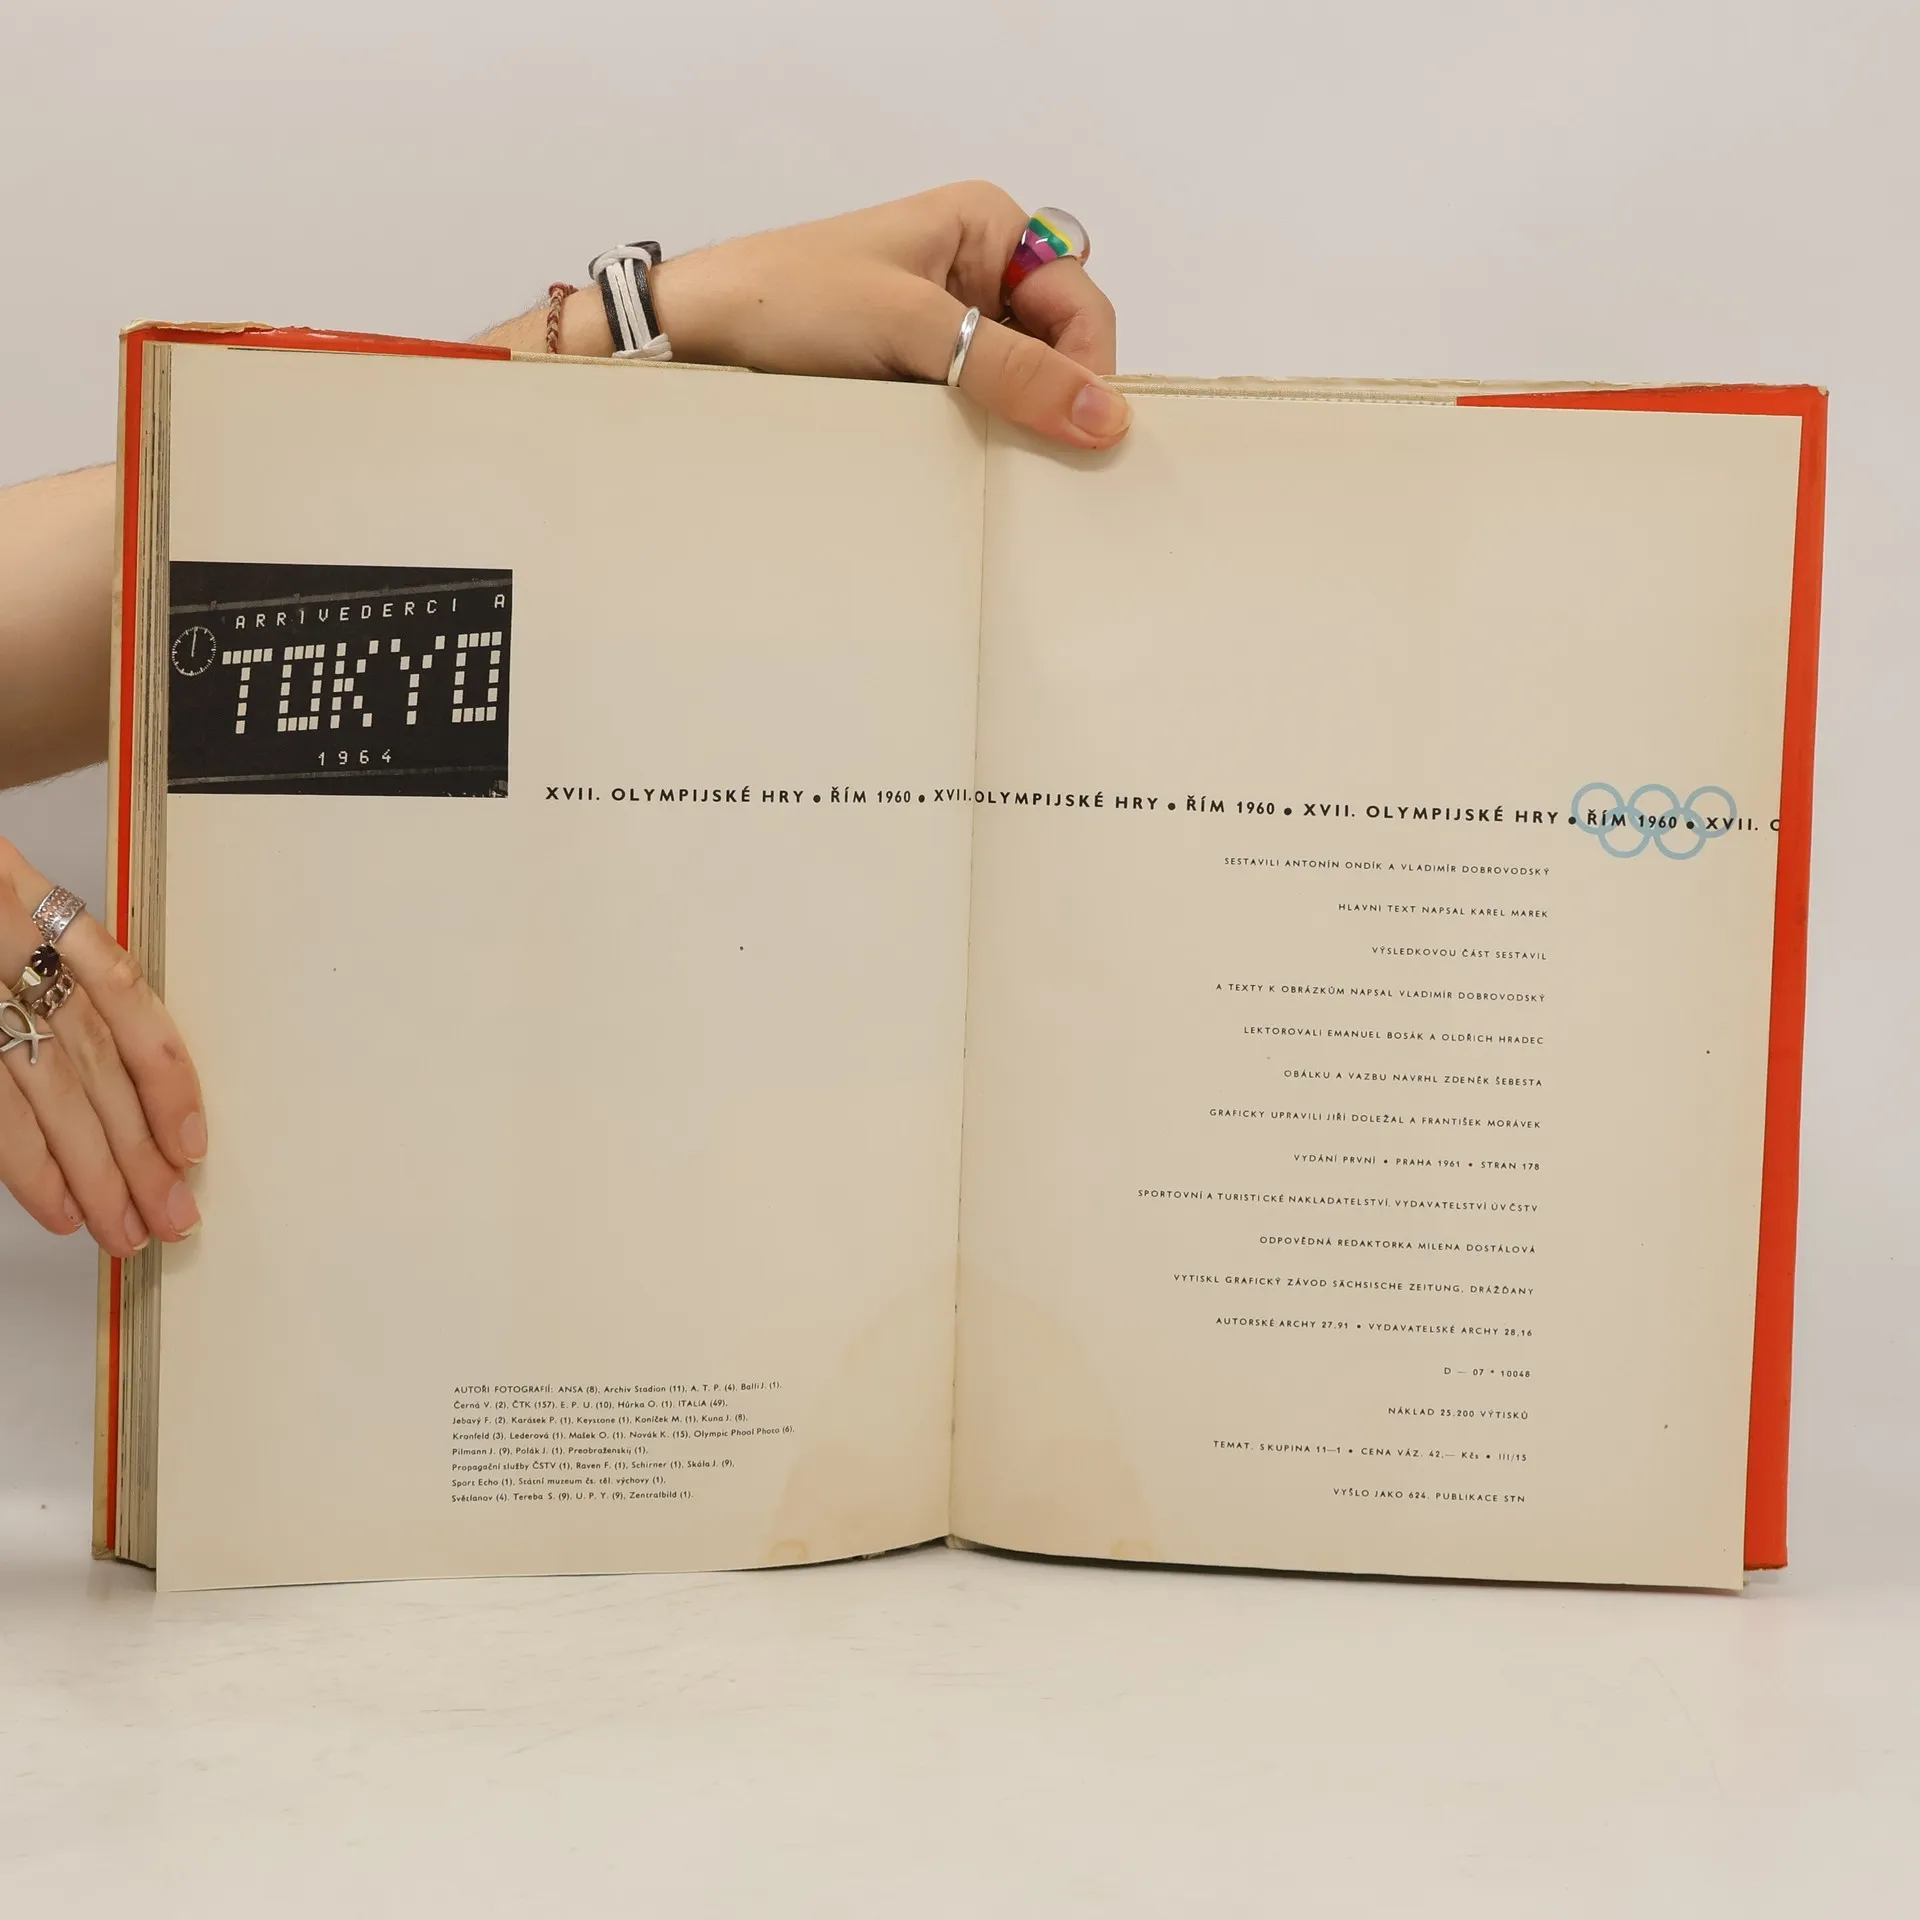 ARRIVEDERCI A
TOKYO
1964
XVII. OLYMPIJSKÉ HRY • ŘÍM 1960 • XVII. OLYMPIJSKÉ HRY • ŘÍM 1960 • XVII. OLYMPIJSKÉ HRY • ŘÍM 1960 • XVII. O
AUTOŘI FOTOGRAFIÍ: ANSA (8), Archiv Stadion (11), A. T. P. (4), Balli J. (1),
Černá V. (2), ČTK (157), E. P. U. (10), Hůrka O. (1), ITALIA (49),
Jebavý F. (2), Karásek P. (1), Keystone (1), Koníček M. (1), Kuna J. (8),
Kronfeld (3), Lederová (1), Mašek O. (1), Novák K. (15), Olympic Phool Photo (6),
Pilmann J. (9), Polák J. (1), Preobraženskij (1),
Propagační služby ČSTV (1), Raven F. (1), Schirner (1), Skála J. (9),
Sport Echo (1), Státní muzeum čs. těl. výchovy (1),
Světlanov (4), Tereba S. (9), U. P. Y. (9), Zentralbild (1).
SESTAVILI ANTONÍN ONDÍK A VLADIMÍR DOBROVODSKÝ
HLAVNÍ TEXT NAPSAL KAREL MAREK
VÝSLEDKOVOU ČÁST SESTAVIL
A TEXTY K OBRÁZKŮM NAPSAL VLADIMÍR DOBROVODSKÝ
LEKTOROVALI EMANUEL BOSÁK A OLDŘICH HRADEC
OBÁLKU A VAZBU NAVRHL ZDENĚK ŠEBESTA
GRAFICKY UPRAVILI JIŘÍ DOLEŽAL A FRANTIŠEK MORÁVEK
VYDÁNÍ PRVNÍ • PRAHA 1961 • STRAN 178
SPORTOVNÍ A TURISTICKÉ NAKLADATELSTVÍ, VYDAVATELSTVÍ ÚV ČSTV
ODPOVĚDNÁ REDAKTORKA MILENA DOSTÁLOVÁ
VYTISKL GRAFICKÝ ZÁVOD SÄCHSISCHE ZEITUNG, DRÁŽĎANY
AUTORSKÉ ARCHY 27,91 • VYDAVATELSKÉ ARCHY 28,16
D — 07 * 10048
NÁKLAD 25.200 VÝTISKŮ
TEMAT. SKUPINA 11—1 • CENA VÁZ. 42,— Kčs • III/15
VYŠLO JAKO 624. PUBLIKACE STN